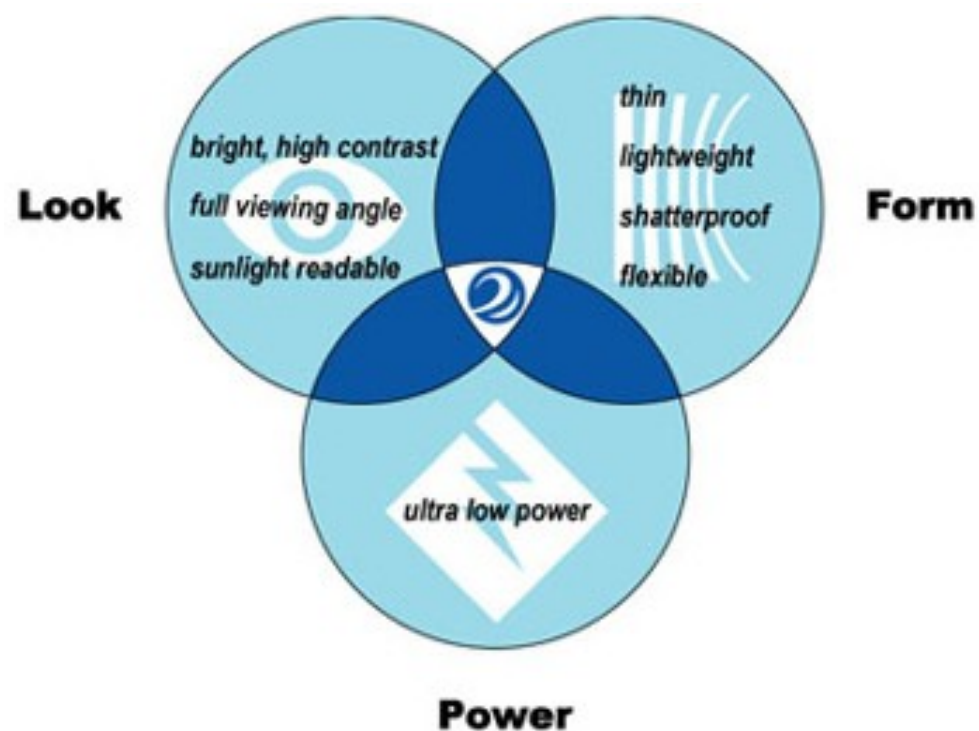 Look
bright, high contrast
full viewing angle
sunlight readable
thin
lightweight
shatterproof
flexible
Form
ultra low power
Power